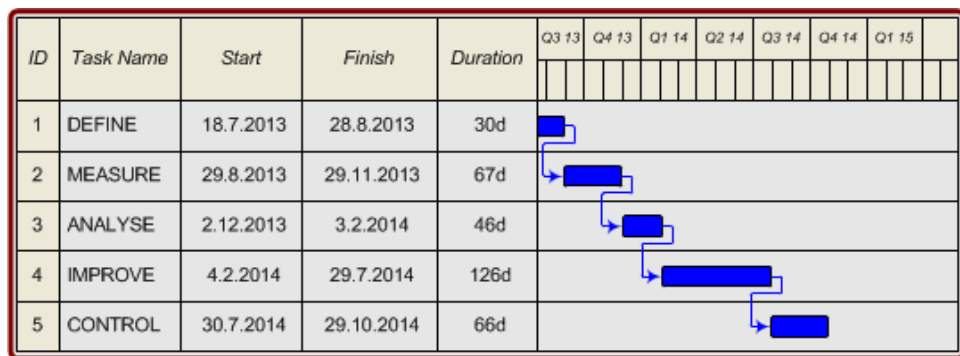 ID Task Name Start Finish Duration Q3 13 Q4 13 Q1 14 Q2 14 Q3 14 Q4 14 Q1 15
1 DEFINE 18.7.2013 28.8.2013 30d
2 MEASURE 29.8.2013 29.11.2013 67d
3 ANALYSE 2.12.2013 3.2.2014 46d
4 IMPROVE 4.2.2014 29.7.2014 126d
5 CONTROL 30.7.2014 29.10.2014 66d